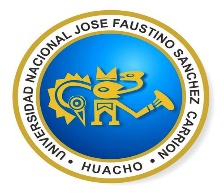 UNIVERSIDAD NACIONAL JOSE FAUSTINO SANCHEZ CARRION
• HUACHO •